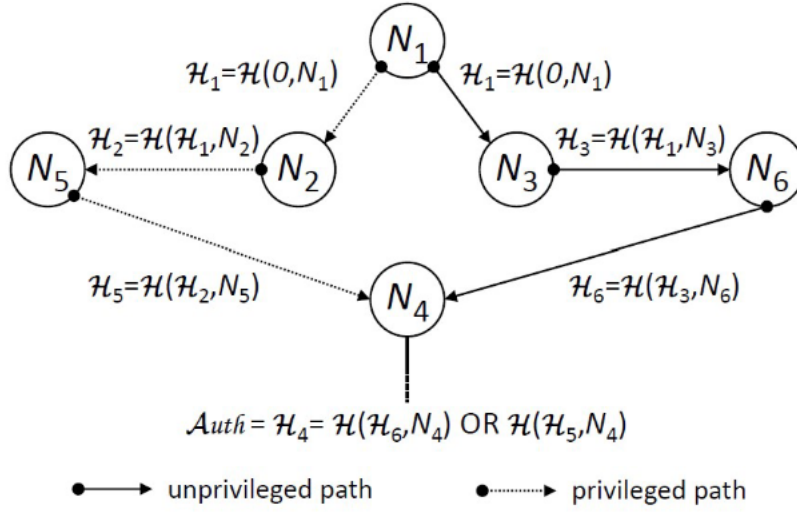 N₁
ℋ₁=ℋ(0,N₁) ℋ₁=ℋ(0,N₁)
N₅ ℋ₂=ℋ(ℋ₁,N₂) N₂ N₃ ℋ₃=ℋ(ℋ₁,N₃) N₆
ℋ₅=ℋ(ℋ₂,N₅) N₄ ℋ₆=ℋ(ℋ₃,N₆)
𝒜uth = ℋ₄= ℋ(ℋ₆,N₄) OR ℋ(ℋ₅,N₄)
unprivileged path privileged path